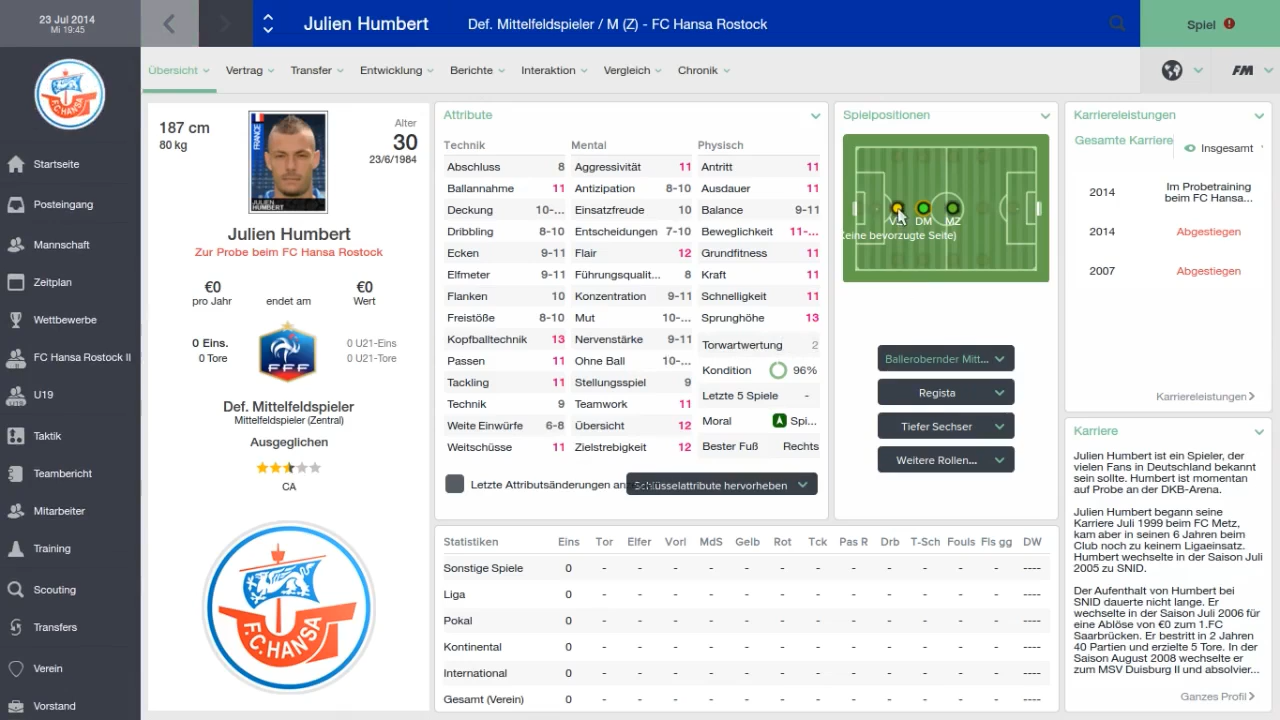 23 Jul 2014
Mi 19:45
Julien Humbert
Def. Mittelfeldspieler / M (Z) - FC Hansa Rostock
Spiel
Übersicht
Vertrag
Transfer
Entwicklung
Berichte
Interaktion
Vergleich
Chronik
FM
F.C. HANSA
Startseite
Posteingang
Mannschaft
Zeitplan
Wettbewerbe
FC Hansa Rostock II
U19
Taktik
Teambericht
Mitarbeiter
Training
Scouting
Transfers
Verein
Vorstand
187 cm
80 kg
FRANCE
JULIEN
HUMBERT
Alter
30
23/6/1984
Julien Humbert
Zur Probe beim FC Hansa Rostock
€0
pro Jahr
endet am
€0
Wert
0 Eins.
0 Tore
FFF
0 U21-Eins
0 U21-Tore
Def. Mittelfeldspieler
Mittelfeldspieler (Zentral)
Ausgeglichen
CA
F.C. HANSA
Attribute
Technik
Abschluss 8
Ballannahme 11
Deckung 10-...
Dribbling 8-10
Ecken 9-11
Elfmeter 9-11
Flanken 10
Freistöße 8-10
Kopfballtechnik 13
Passen 11
Tackling 11
Technik 9
Weite Einwürfe 6-8
Weitschüsse 11
Mental
Aggressivität 11
Antizipation 8-10
Einsatzfreude 10
Entscheidungen 7-10
Flair 12
Führungsqualit... 8
Konzentration 9-11
Mut 10-...
Nervenstärke 9-11
Ohne Ball 10-...
Stellungsspiel 9
Teamwork 11
Übersicht 12
Zielstrebigkeit 12
Physisch
Antritt 11
Ausdauer 11
Balance 9-11
Beweglichkeit 11-...
Grundfitness 11
Kraft 11
Schnelligkeit 11
Sprunghöhe 13
Torwartwertung 2
Kondition 96%
Letzte 5 Spiele -
Moral Spi...
Bester Fuß Rechts
Letzte Attributsänderungen
Schlüsselattribute hervorheben
Spielpositionen
DM MZ
Keine bevorzugte Seite)
Ballerobernder Mitt...
Regista
Tiefer Sechser
Weitere Rollen...
Karriereleistungen
Gesamte Karriere
Insgesamt
2014 Im Probetraining
beim FC Hansa...
2014 Abgestiegen
2007 Abgestiegen
Karriereleistungen
Karriere
Julien Humbert ist ein Spieler, der
vielen Fans in Deutschland bekannt
sein sollte. Humbert ist momentan
auf Probe an der DKB-Arena.
Julien Humbert begann seine
Karriere Juli 1999 beim FC Metz,
kam aber in seinen 6 Jahren beim
Club noch zu keinem Ligaeinsatz.
Humbert wechselte in der Saison Juli
2005 zu SNID.
Der Aufenthalt von Humbert bei
SNID dauerte nicht lange. Er
wechselte in der Saison Juli 2006 für
eine Ablöse von €0 zum 1.FC
Saarbrücken. Er bestritt in 2 Jahren
40 Partien und erzielte 5 Tore. In der
Saison August 2008 wechselte er
zum MSV Duisburg II und absolvier...
Ganzes Profil
Statistiken Eins Tor Elfer Vorl MdS Gelb Rot Tck Pas R Drb T-Sch Fouls Fls gg DW
Sonstige Spiele 0 - - - - - - - - - - - - ----
Liga 0 - - - - - - - - - - - - ----
Pokal 0 - - - - - - - - - - - - ----
Kontinental 0 - - - - - - - - - - - - ----
International 0 - - - - - - - - - - - - ----
Gesamt (Verein) 0 - - - - - - - - - - - - ----